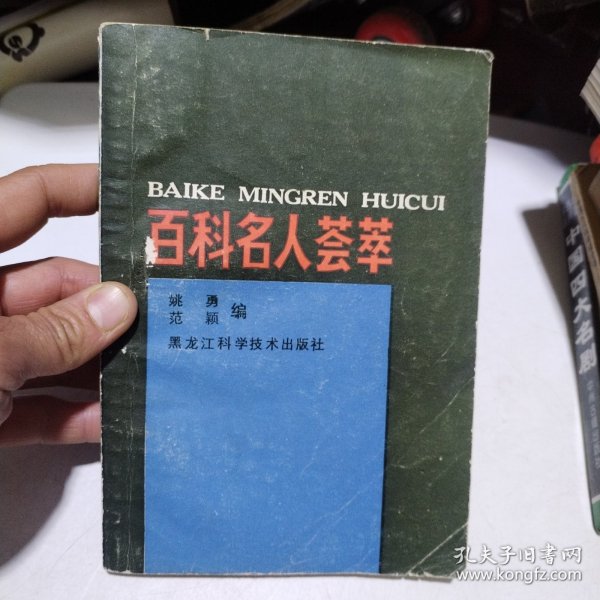 BAIKE MINGREN HUICUI
百科名人荟萃
姚 勇
范 颖
编
黑龙江科学技术出版社
中国四大名剧
孔夫子旧书网
www.kongfz.com